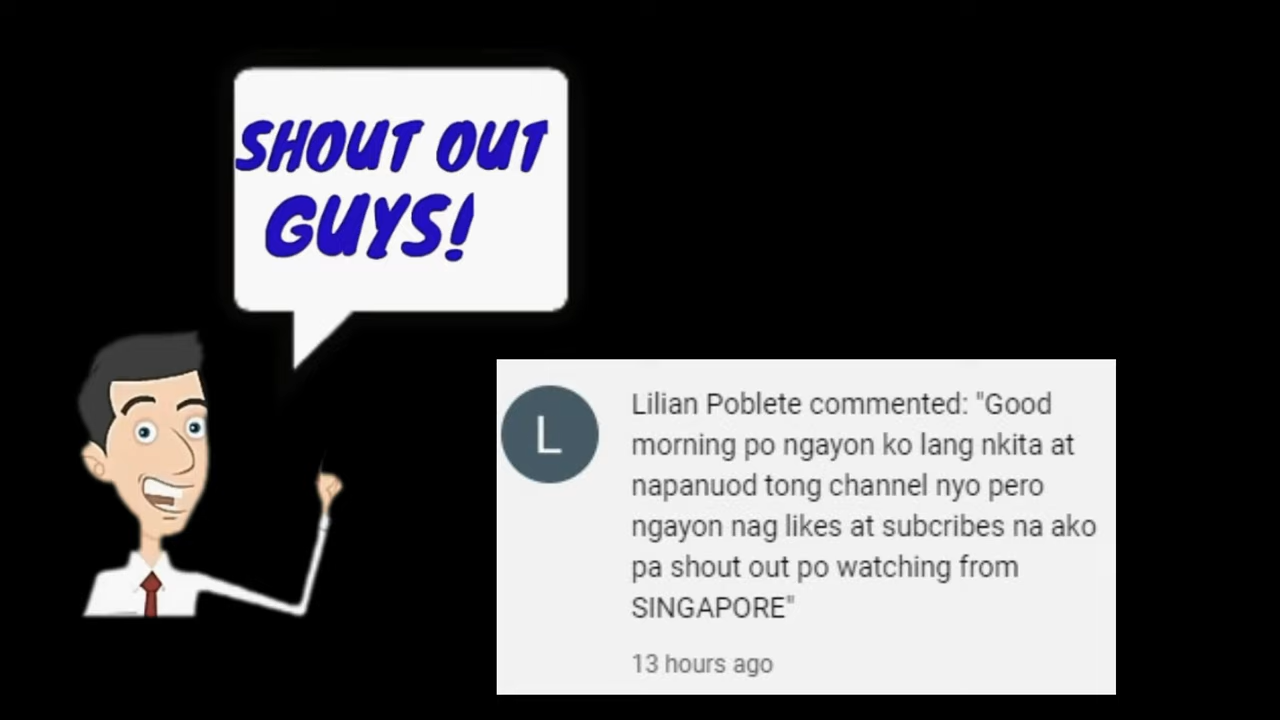 SHOUT OUT
GUYS!
L
Lilian Poblete commented: "Good
morning po ngayon ko lang nkita at
napanuod tong channel nyo pero
ngayon nag likes at subcribes na ako
pa shout out po watching from
SINGAPORE"
13 hours ago